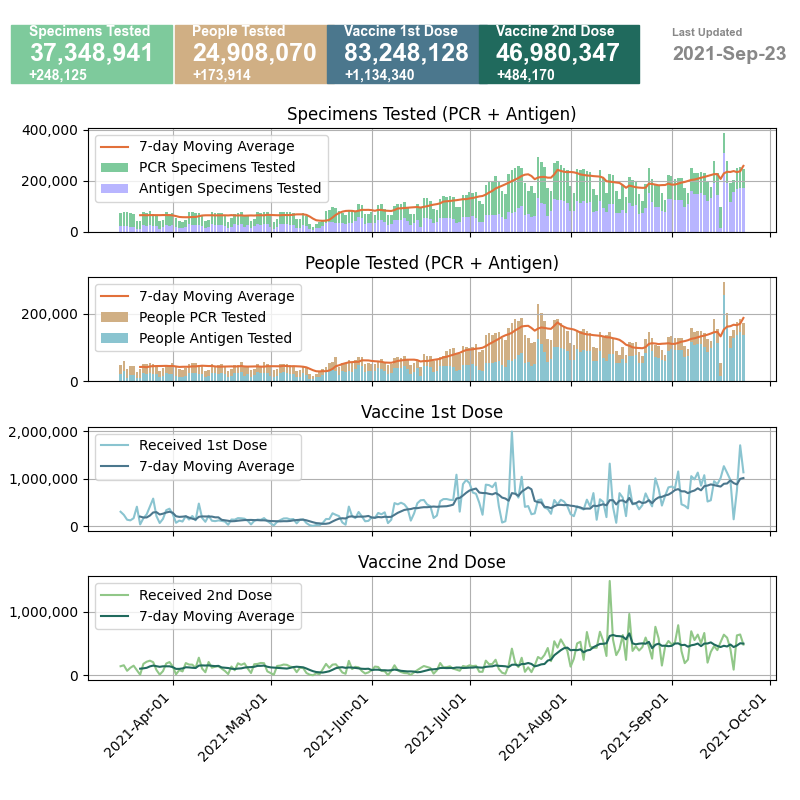 Specimens Tested
37,348,941
+248,125
People Tested
24,908,070
+173,914
Vaccine 1st Dose
83,248,128
+1,134,340
Vaccine 2nd Dose
46,980,347
+484,170
Last Updated
2021-Sep-23
Specimens Tested (PCR + Antigen)
400,000
200,000
0
7-day Moving Average
PCR Specimens Tested
Antigen Specimens Tested
People Tested (PCR + Antigen)
200,000
0
7-day Moving Average
People PCR Tested
People Antigen Tested
Vaccine 1st Dose
2,000,000
1,000,000
0
Received 1st Dose
7-day Moving Average
Vaccine 2nd Dose
1,000,000
0
Received 2nd Dose
7-day Moving Average
2021-Apr-01
2021-May-01
2021-Jun-01
2021-Jul-01
2021-Aug-01
2021-Sep-01
2021-Oct-01